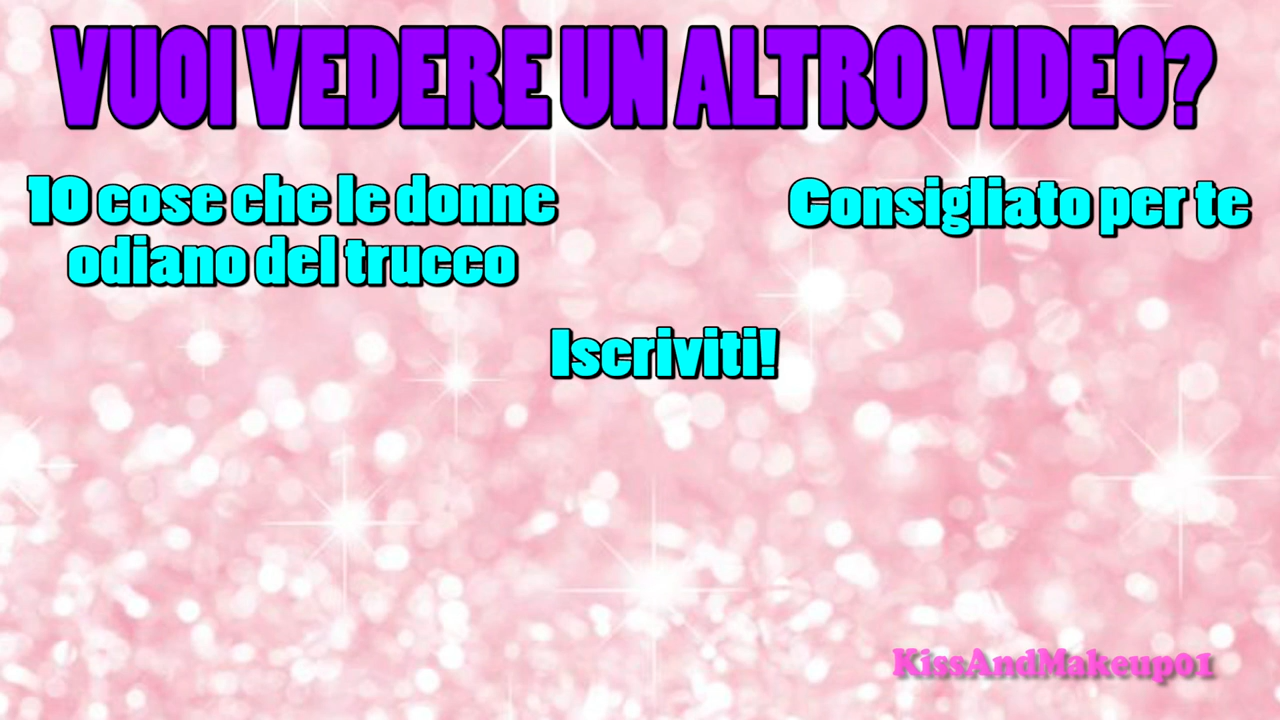 VUOI VEDERE UN ALTRO VIDEO?
10 cose che le donne
odiano del trucco
Consigliato per te
Iscriviti!
KissAndMakeup01